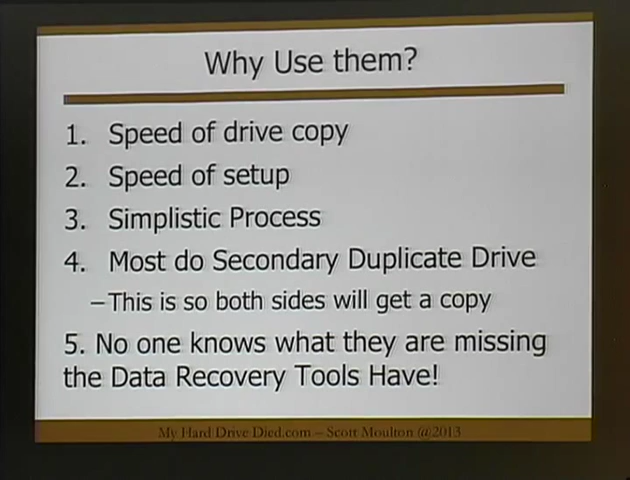 Why Use them?
1. Speed of drive copy
2. Speed of setup
3. Simplistic Process
4. Most do Secondary Duplicate Drive
–This is so both sides will get a copy
5. No one knows what they are missing
the Data Recovery Tools Have!
My Hard Drive Died.com – Scott Moulton @2013